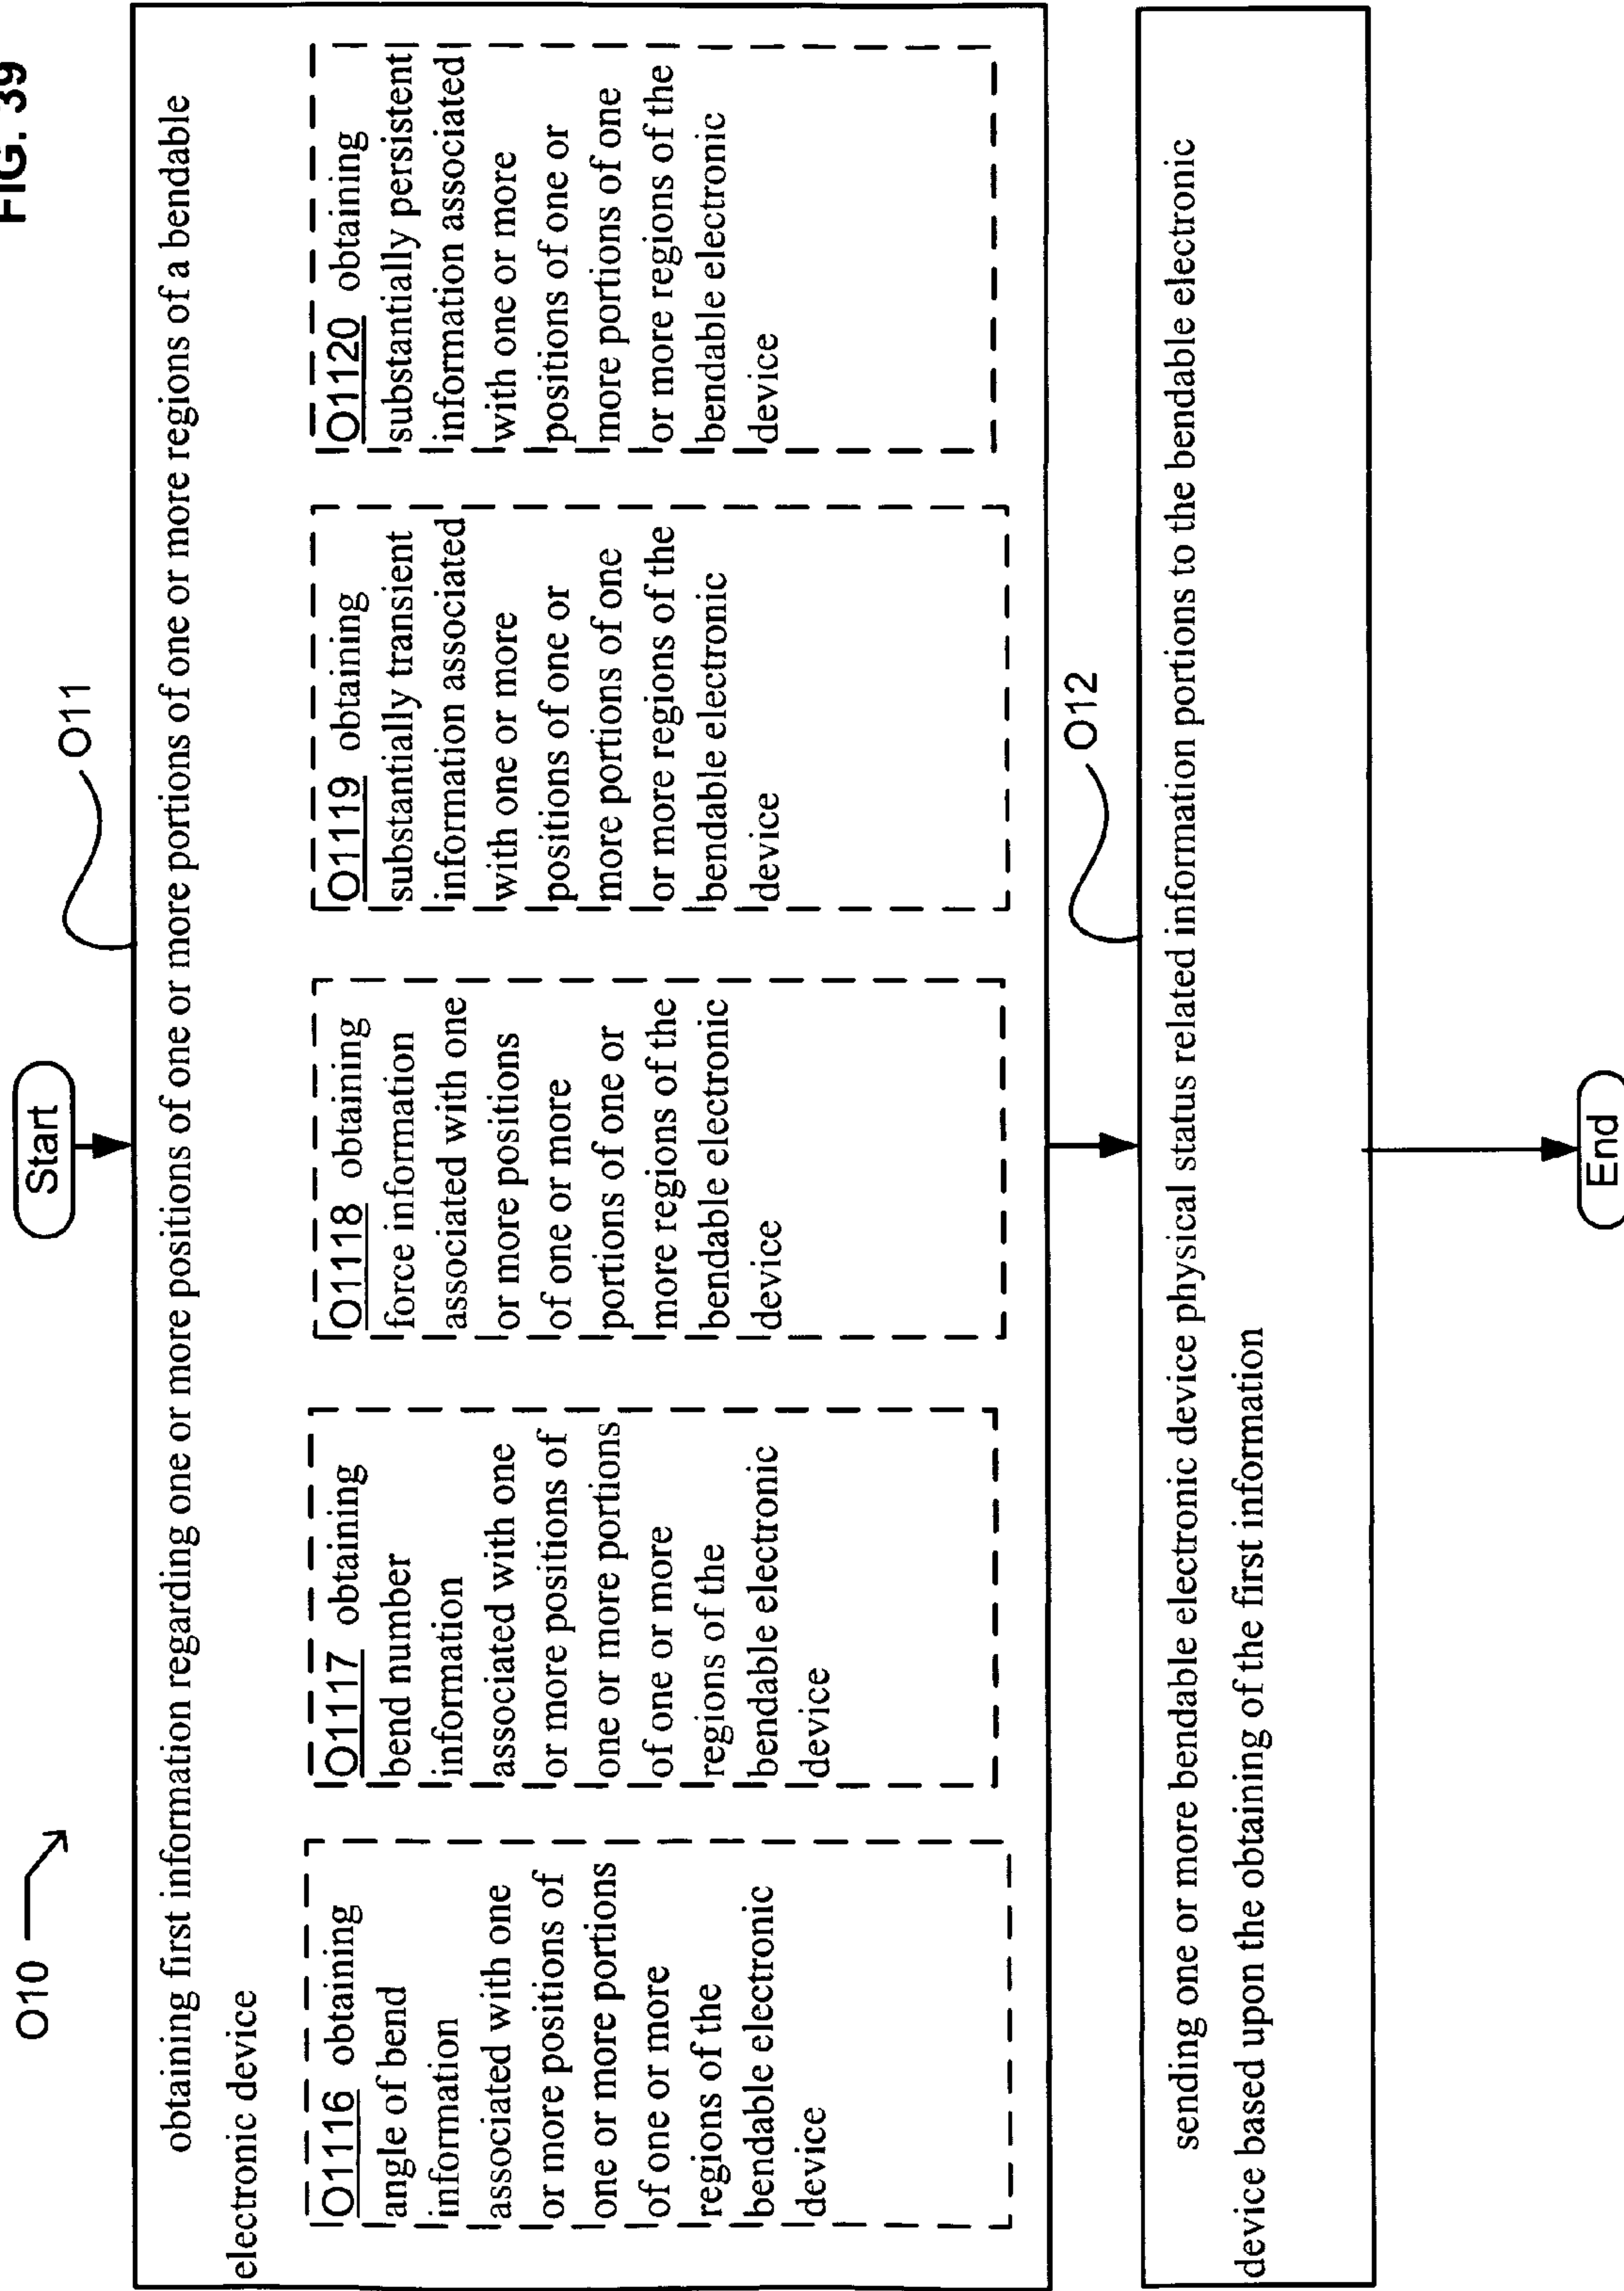 FIG. 39
O10
Start
O11
obtaining first information regarding one or more positions of one or more portions of one or more regions of a bendable
electronic device
O1116 obtaining
angle of bend
information
associated with one
or more positions of
one or more portions
of one or more
regions of the
bendable electronic
device
O1117 obtaining
bend number
information
associated with one
or more positions of
one or more portions
of one or more
regions of the
bendable electronic
device
O1118 obtaining
force information
associated with one
or more positions
of one or more
portions of one or
more regions of the
bendable electronic
device
O1119 obtaining
substantially transient
information associated
with one or more
positions of one or
more portions of one
or more regions of the
bendable electronic
device
O1120 obtaining
substantially persistent
information associated
with one or more
positions of one or
more portions of one
or more regions of the
bendable electronic
device
O12
sending one or more bendable electronic device physical status related information portions to the bendable electronic
device based upon the obtaining of the first information
End